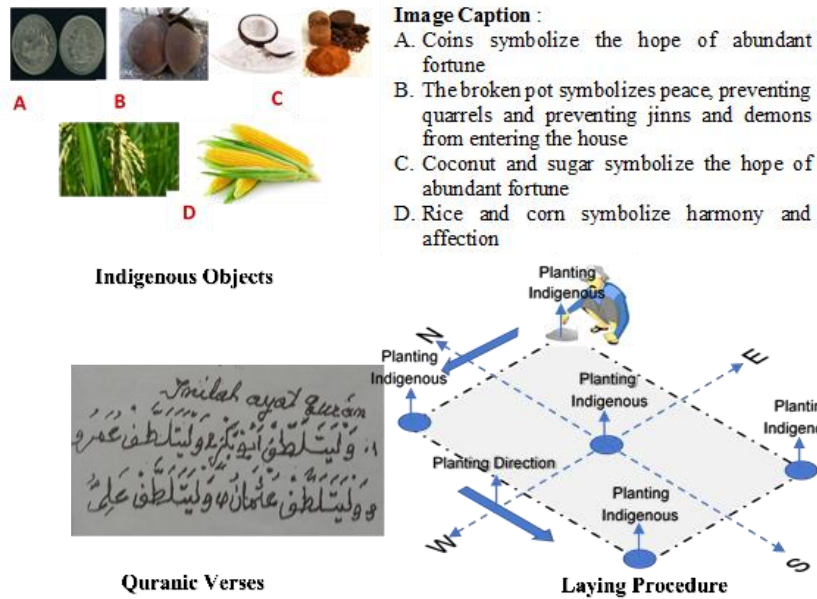 A
B
C
D
Indigenous Objects
Image Caption :
A. Coins symbolize the hope of abundant
fortune
B. The broken pot symbolizes peace, preventing
quarrels and preventing jinns and demons
from entering the house
C. Coconut and sugar symbolize the hope of
abundant fortune
D. Rice and corn symbolize harmony and
affection
Inilah ayat Qurán
وَلْيَتَلَطَّفْ أَبُوْبَكْرٍ وَلْيَتَلَطَّفْ عُمَرُ
وَلْيَتَلَطَّفْ عُثْمَانُ وَلْيَتَلَطَّفْ عَلِيٌّ
Quranic Verses
Planting
Indigenous
N
E
Planting
Indigenous
Planting
Indigenous
Planting Direction
Planting
Indigenous
W
S
Laying Procedure